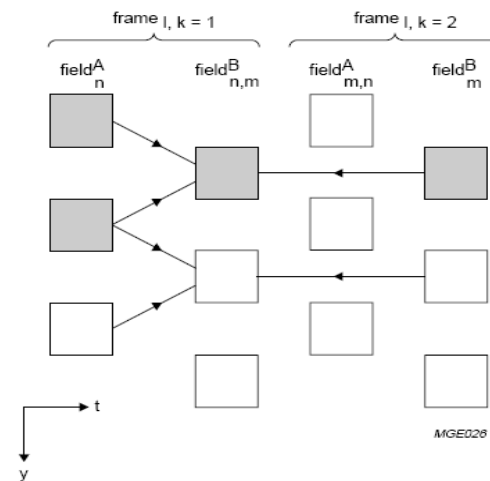 frame l, k = 1 frame l, k = 2
field A n field B n,m field A m,n field B m
t
MGE026
y